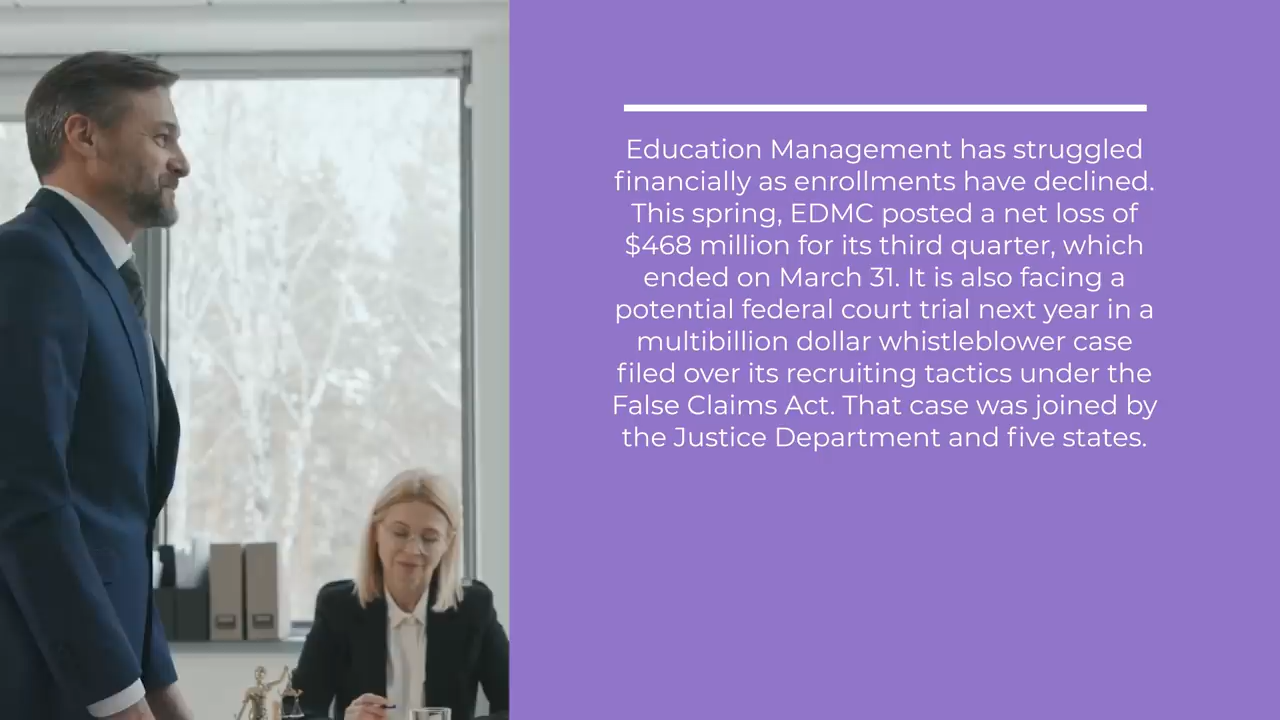 Education Management has struggled
financially as enrollments have declined.
This spring, EDMC posted a net loss of
$468 million for its third quarter, which
ended on March 31. It is also facing a
potential federal court trial next year in a
multibillion dollar whistleblower case
filed over its recruiting tactics under the
False Claims Act. That case was joined by
the Justice Department and five states.